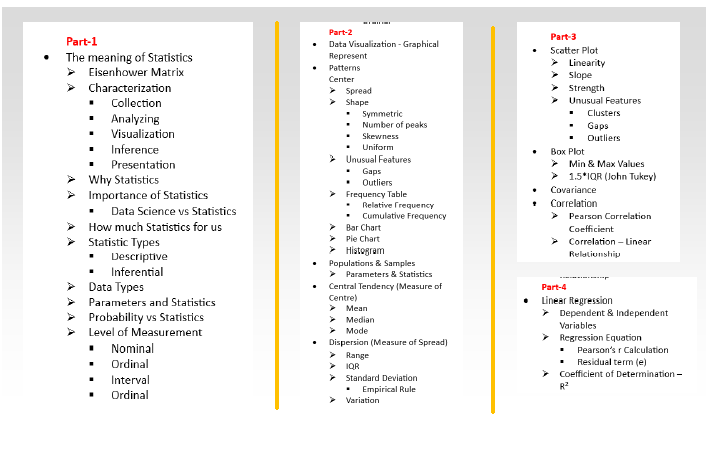 Part-1
• The meaning of Statistics
➢ Eisenhower Matrix
➢ Characterization
▪ Collection
▪ Analyzing
▪ Visualization
▪ Inference
▪ Presentation
➢ Why Statistics
➢ Importance of Statistics
▪ Data Science vs Statistics
➢ How much Statistics for us
➢ Statistic Types
▪ Descriptive
▪ Inferential
➢ Data Types
➢ Parameters and Statistics
➢ Probability vs Statistics
➢ Level of Measurement
▪ Nominal
▪ Ordinal
▪ Interval
▪ Ordinal
Part-2
• Data Visualization - Graphical
Represent
• Patterns
Center
➢ Spread
➢ Shape
▪ Symmetric
▪ Number of peaks
▪ Skewness
▪ Uniform
➢ Unusual Features
▪ Gaps
▪ Outliers
➢ Frequency Table
▪ Relative Frequency
▪ Cumulative Frequency
➢ Bar Chart
➢ Pie Chart
➢ Histogram
• Populations & Samples
➢ Parameters & Statistics
• Central Tendency (Measure of
Centre)
➢ Mean
➢ Median
➢ Mode
• Dispersion (Measure of Spread)
➢ Range
➢ IQR
➢ Standard Deviation
▪ Empirical Rule
➢ Variation
Part-3
• Scatter Plot
➢ Linearity
➢ Slope
➢ Strength
➢ Unusual Features
▪ Clusters
▪ Gaps
▪ Outliers
• Box Plot
➢ Min & Max Values
➢ 1.5*IQR (John Tukey)
• Covariance
• Correlation
➢ Pearson Correlation
Coefficient
➢ Correlation – Linear
Relationship
Part-4
• Linear Regression
➢ Dependent & Independent
Variables
➢ Regression Equation
▪ Pearson's r Calculation
▪ Residual term (e)
➢ Coefficient of Determination –
R²